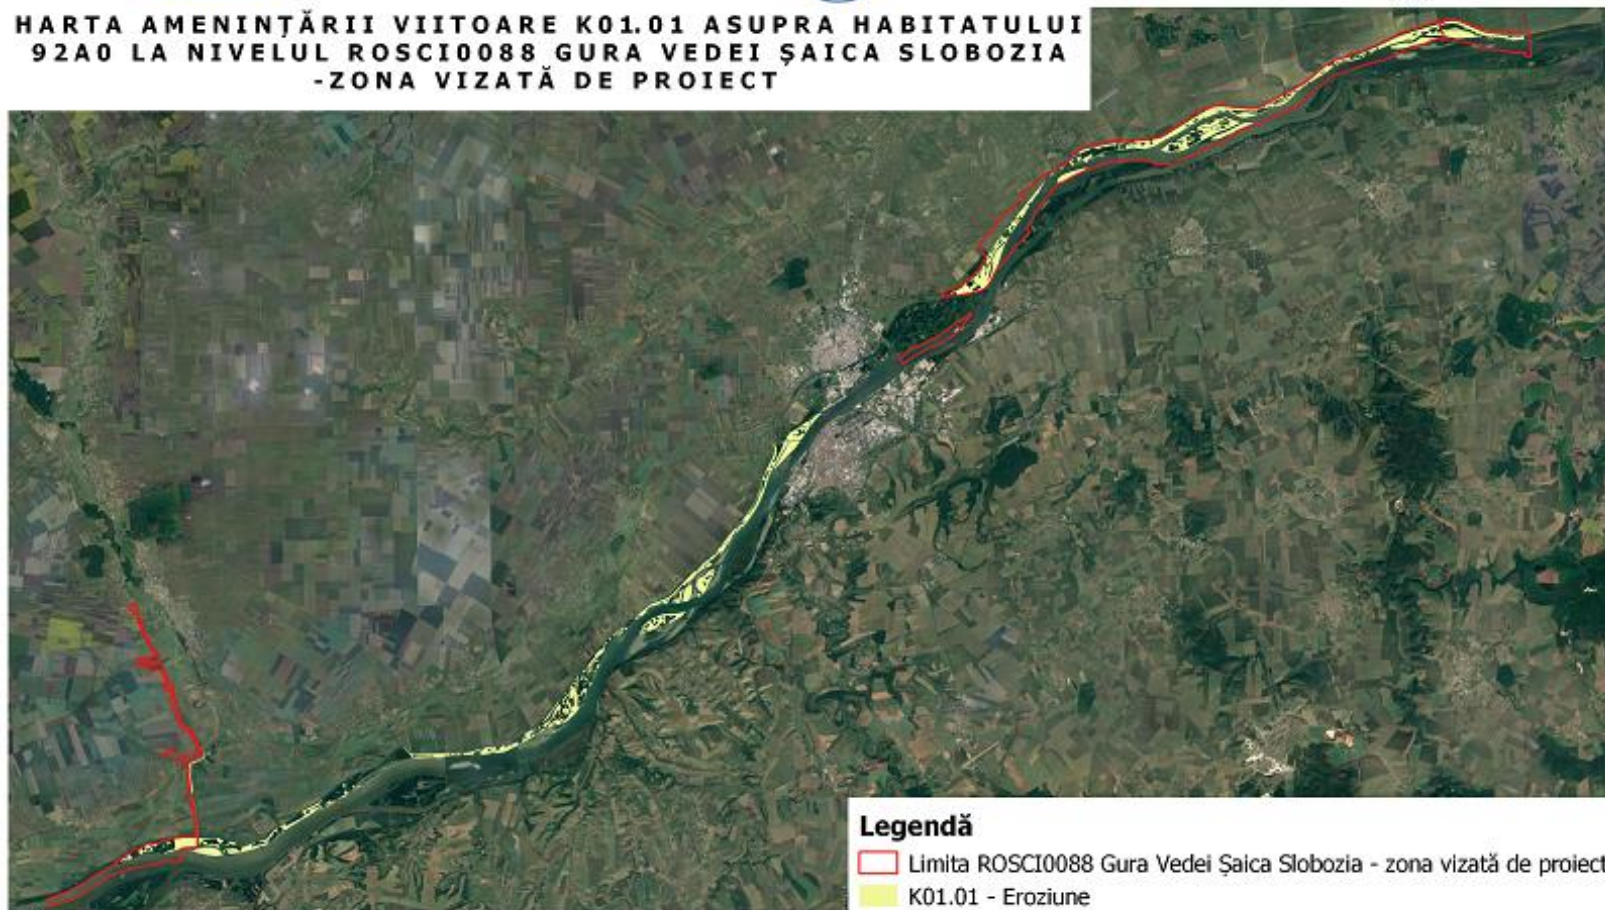 HARTA AMENINȚĂRII VIITOARE K01.01 ASUPRA HABITATULUI
92A0 LA NIVELUL ROSCI0088 GURA VEDEI ȘAICA SLOBOZIA
-ZONA VIZATĂ DE PROIECT
Legendă
Limita ROSCI0088 Gura Vedei Șaica Slobozia - zona vizată de proiect
K01.01 - Eroziune